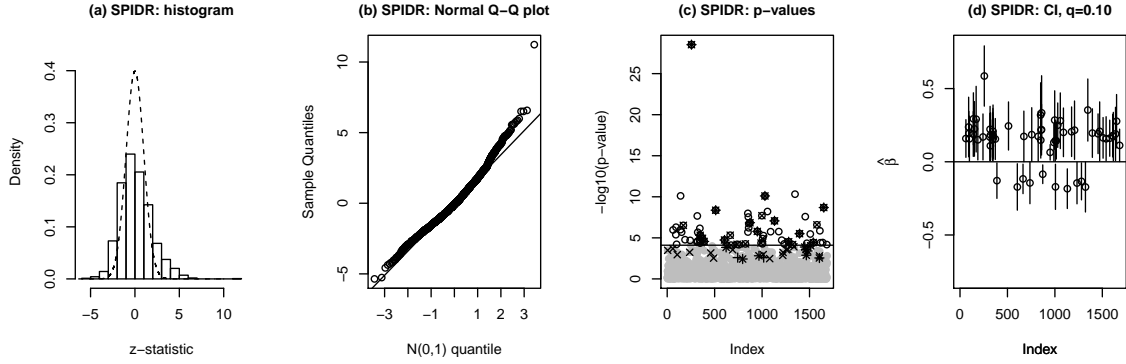 (a) SPIDR: histogram
Density
0.0 0.1 0.2 0.3 0.4
−5 0 5 10
z−statistic
(b) SPIDR: Normal Q−Q plot
Sample Quantiles
−5 0 5 10
−3 −1 1 2 3
N(0,1) quantile
(c) SPIDR: p−values
−log10(p−value)
0 5 10 15 20 25
0 500 1000 1500
Index
(d) SPIDR: CI, q=0.10
β̂
−0.5 0.0 0.5
0 500 1000 1500
Index